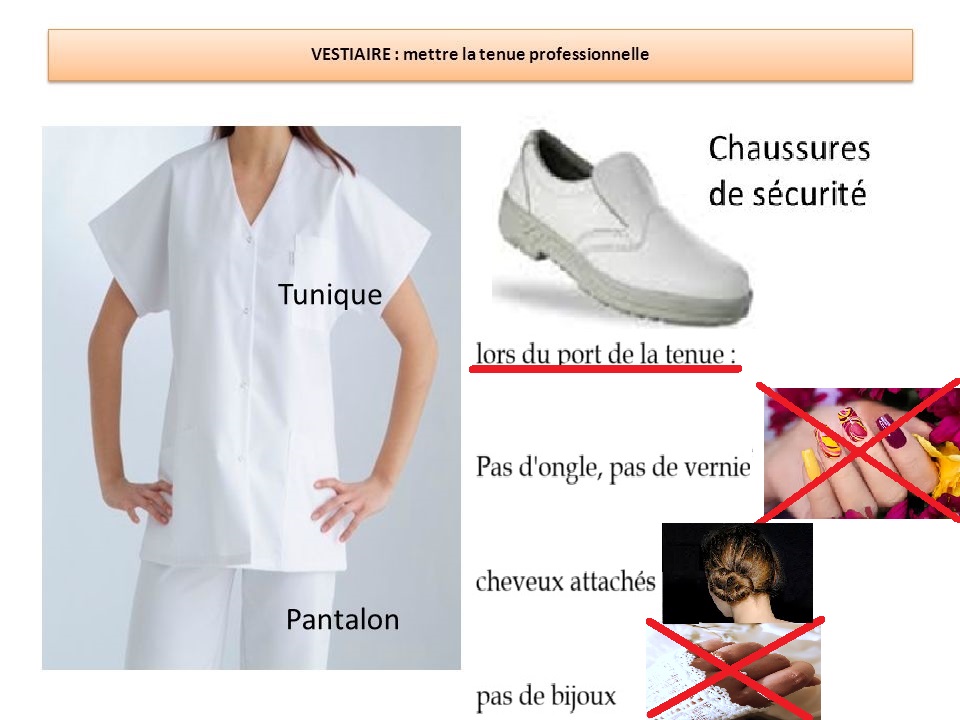 VESTIAIRE : mettre la tenue professionnelle
Tunique
Pantalon
Chaussures
de sécurité
lors du port de la tenue :
Pas d'ongle, pas de vernie
cheveux attachés
pas de bijoux